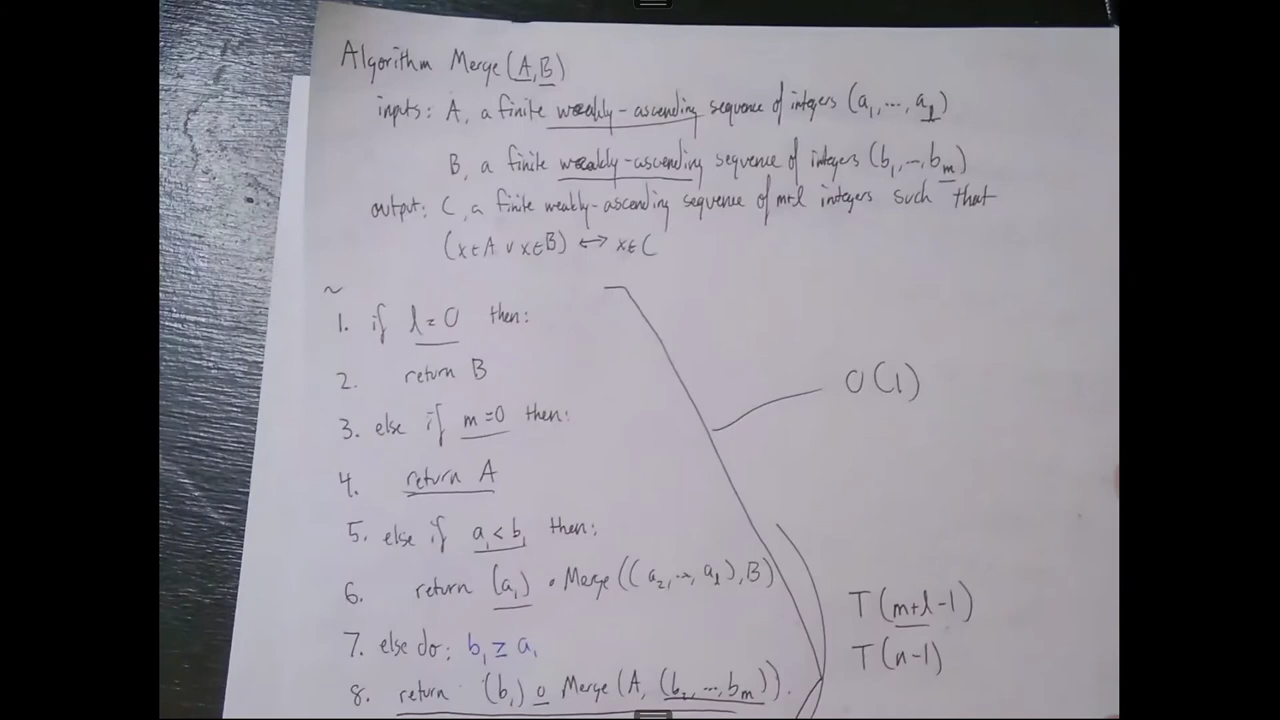 Algorithm Merge (A,B)
inputs: A, a finite weakly-ascending sequence of integers (a₁,...,aₗ)
B, a finite weakly-ascending sequence of integers (b₁,...,bₘ)
output: C, a finite weakly-ascending sequence of m+l integers such that
(x∈A ∨ x∈B) ↔ x∈C
~
1. if l=0 then:
2. return B
3. else if m=0 then:
4. return A
5. else if a₁<b₁ then:
6. return (a₁) ∘ Merge((a₂,...,aₗ),B)
7. else do: b₁ ≥ a₁
8. return (b₁) ∘ Merge(A, (b₂,...,bₘ)).
O(1)
T(m+l-1)
T(n-1)